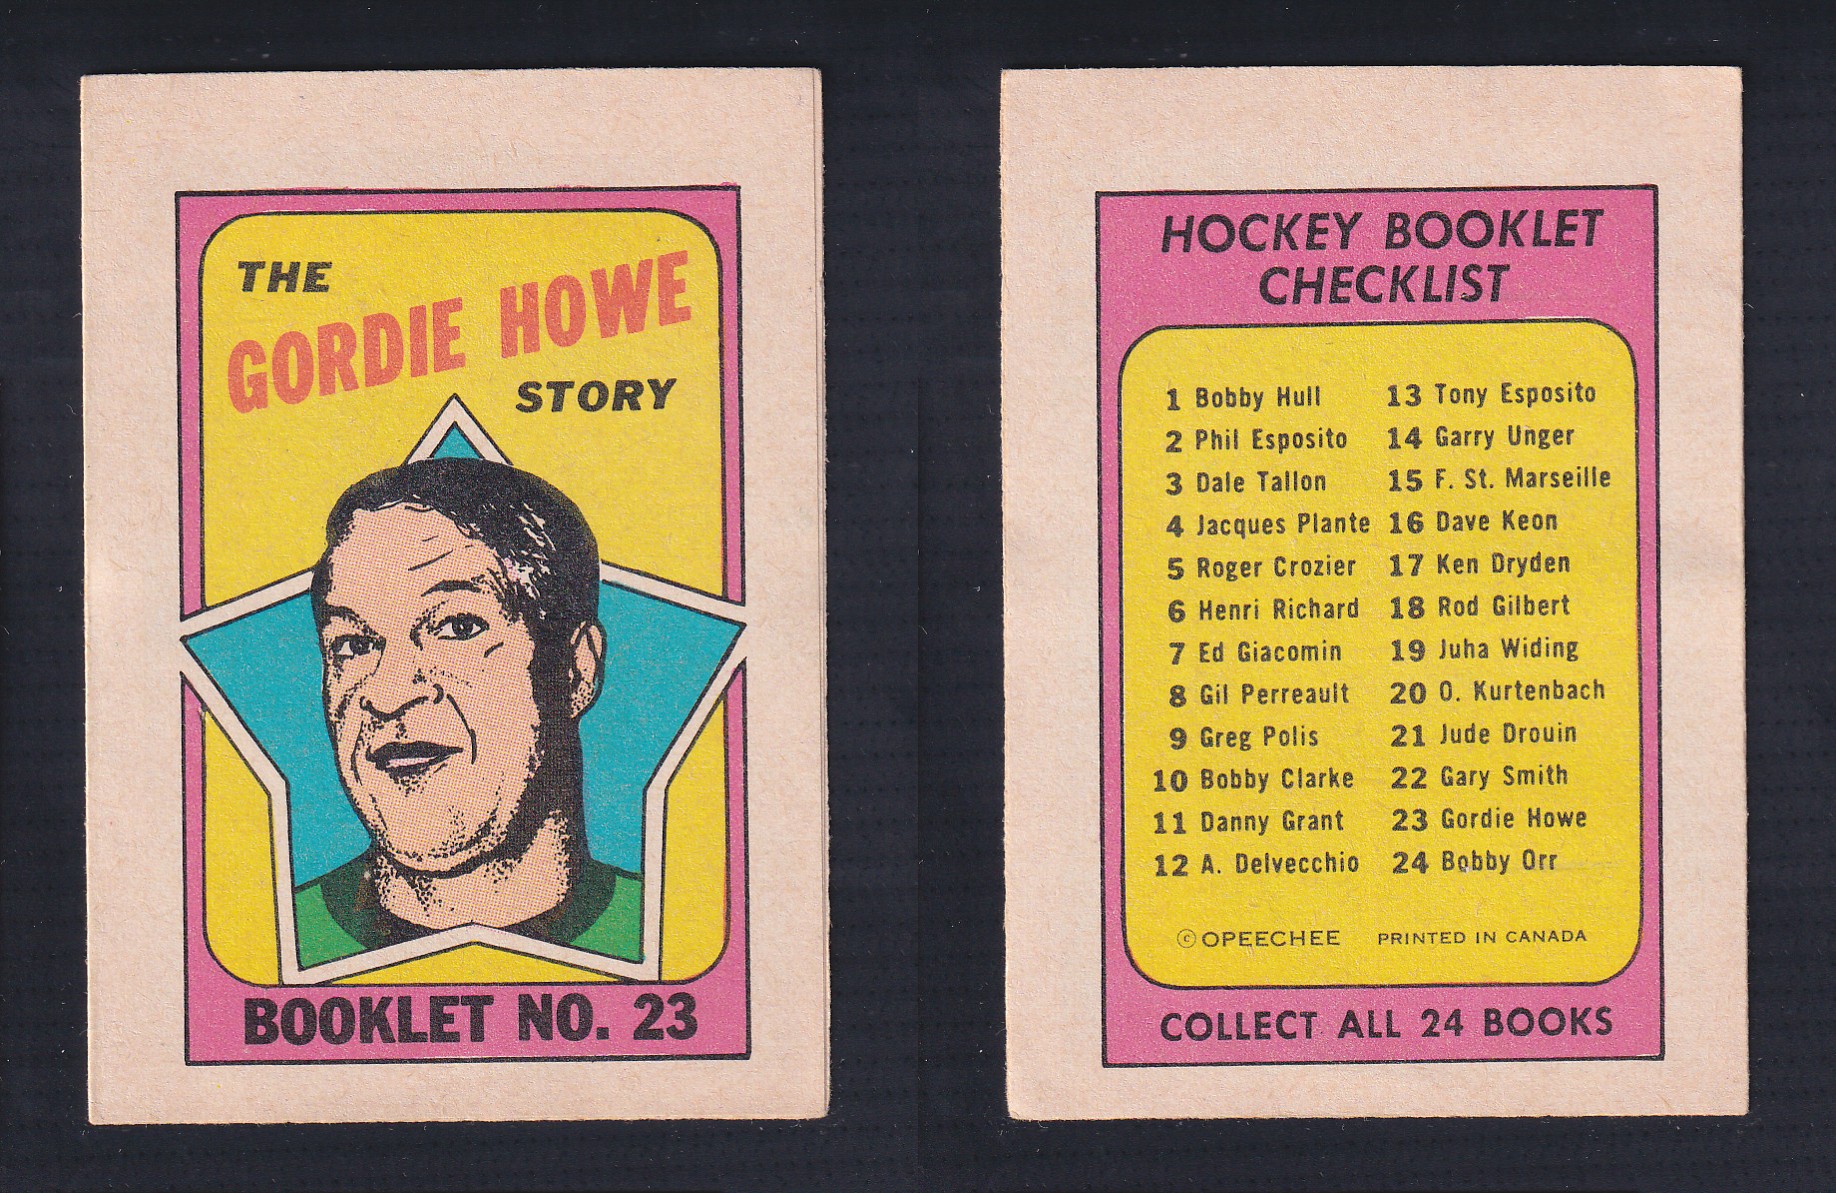 THE
GORDIE HOWE
STORY
BOOKLET NO. 23
HOCKEY BOOKLET
CHECKLIST
1 Bobby Hull
2 Phil Esposito
3 Dale Tallon
4 Jacques Plante
5 Roger Crozier
6 Henri Richard
7 Ed Giacomin
8 Gil Perreault
9 Greg Polis
10 Bobby Clarke
11 Danny Grant
12 A. Delvecchio
13 Tony Esposito
14 Garry Unger
15 F. St. Marseille
16 Dave Keon
17 Ken Dryden
18 Rod Gilbert
19 Juha Widing
20 O. Kurtenbach
21 Jude Drouin
22 Gary Smith
23 Gordie Howe
24 Bobby Orr
© OPEECHEE PRINTED IN CANADA
COLLECT ALL 24 BOOKS